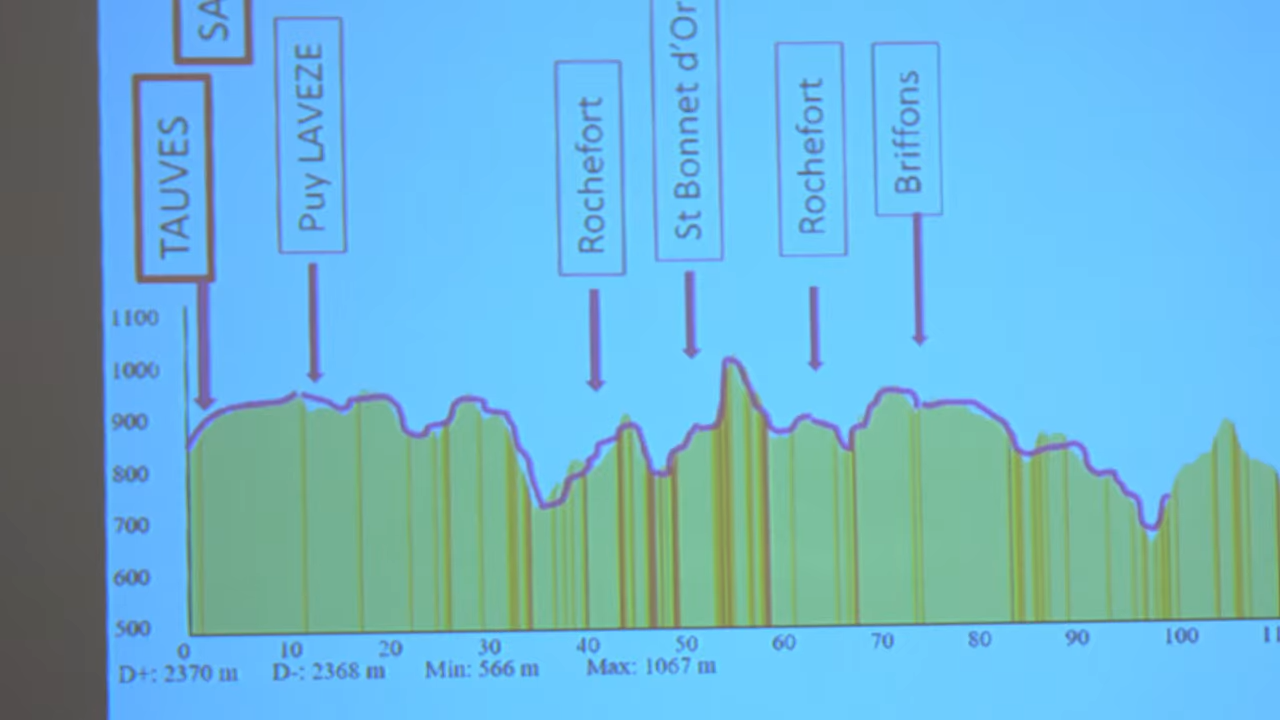 SA
TAUVES
Puy LAVEZE
Rochefort
St Bonnet d'Or
Rochefort
Briffons
1100
1000
900
800
700
600
500
0 10 20 30 40 50 60 70 80 90 100 11
D+: 2370 m D-: 2368 m Min: 566 m Max: 1067 m